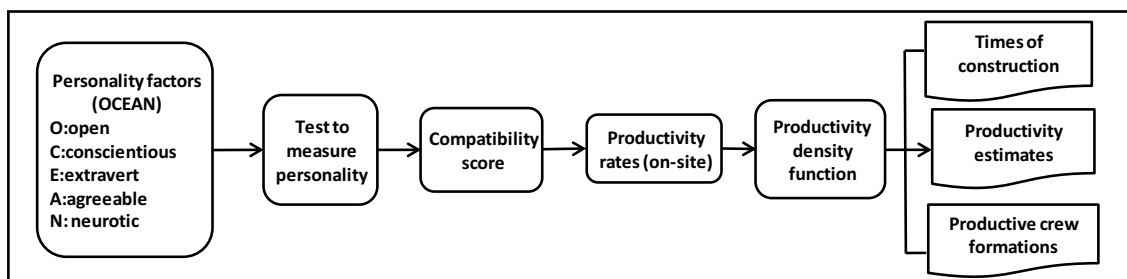 Personality factors
(OCEAN)
O:open
C:conscientious
E:extravert
A:agreeable
N: neurotic
Test to
measure
personality
Compatibility
score
Productivity
rates (on-site)
Productivity
density
function
Times of
construction
Productivity
estimates
Productive crew
formations